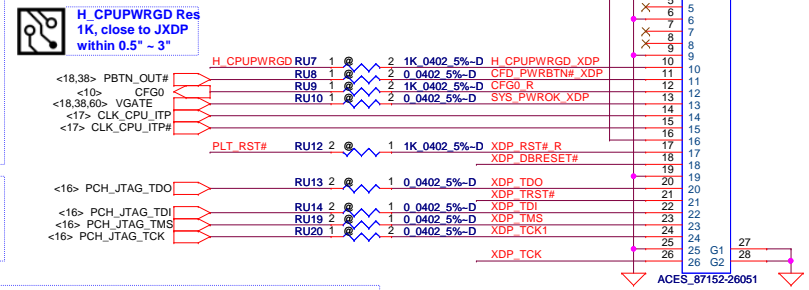 H_CPUPWRGD Res
1K, close to JXDP
within 0.5" ~ 3"
5 5
6 6
7 7
8 8
9 9
H_CPUPWRGD RU7 1 @ 2 1K_0402_5%~D H_CPUPWRGD_XDP 10 10
<18,38> PBTN_OUT# RU8 1 @ 2 0_0402_5%~D CFD_PWRBTN#_XDP 11 11
<10> CFG0 RU9 1 @ 2 1K_0402_5%~D CFG0_R 12 12
<18,38,60> VGATE RU10 1 @ 2 0_0402_5%~D SYS_PWROK_XDP 13 13
<17> CLK_CPU_ITP 14 14
<17> CLK_CPU_ITP# 15 15
16 16
PLT_RST# RU12 2 @ 1 1K_0402_5%~D XDP_RST#_R 17 17
XDP_DBRESET# 18 18
19 19
<16> PCH_JTAG_TDO RU13 2 @ 1 0_0402_5%~D XDP_TDO 20 20
XDP_TRST# 21 21
<16> PCH_JTAG_TDI RU14 2 @ 1 0_0402_5%~D XDP_TDI 22 22
<16> PCH_JTAG_TMS RU19 2 @ 1 0_0402_5%~D XDP_TMS 23 23
<16> PCH_JTAG_TCK RU20 1 @ 2 0_0402_5%~D XDP_TCK1 24 24
25 25 G1 27
XDP_TCK 26 26 G2 28
ACES_87152-26051